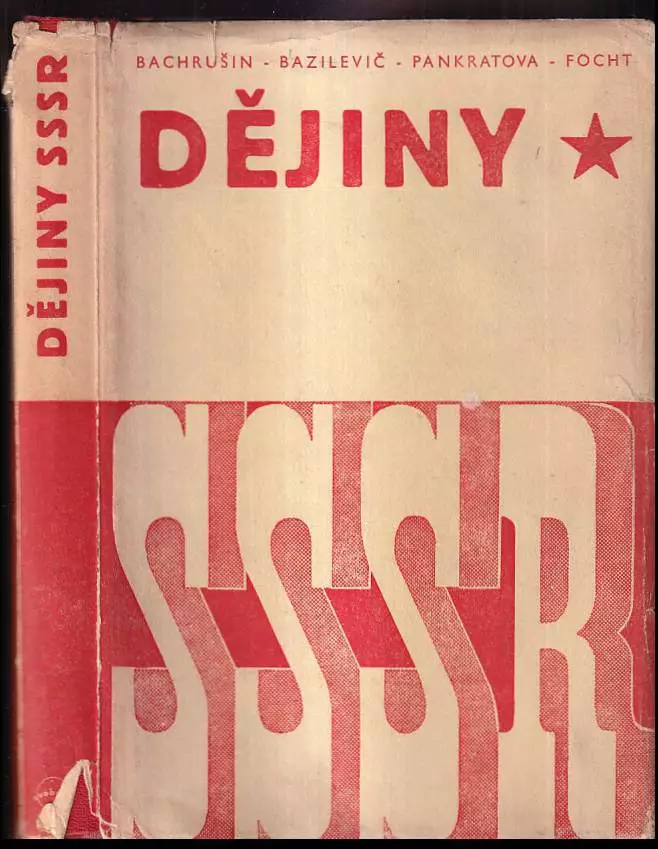 BACHRUŠIN - BAZILEVIČ - PANKRATOVA - FOCHT
DĚJINY
SSSR
DĚJINY SSSR